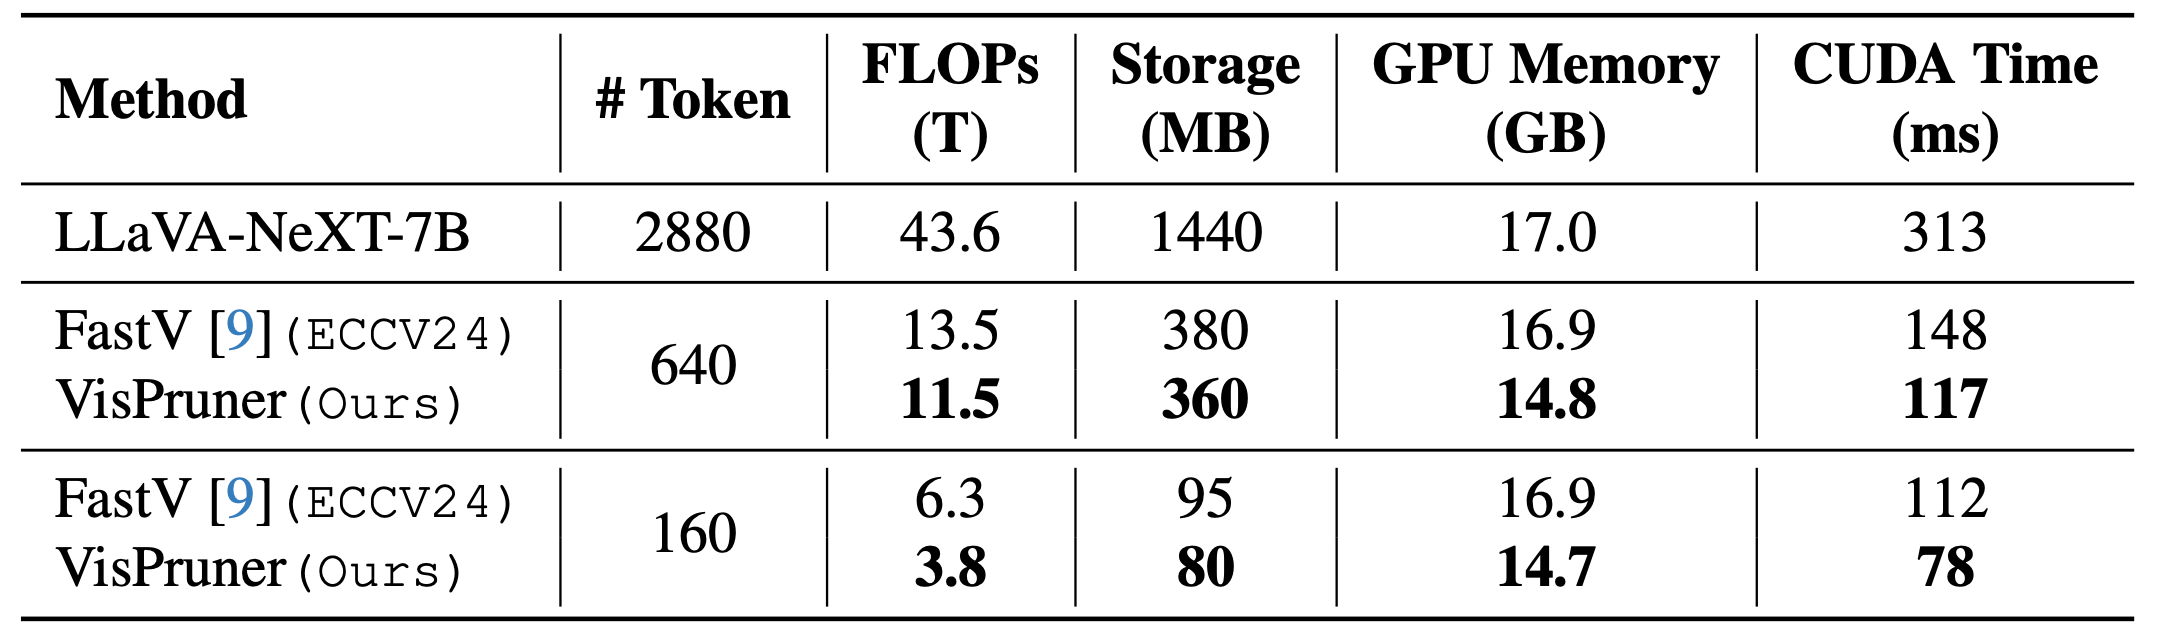 Method # Token FLOPs (T) Storage (MB) GPU Memory (GB) CUDA Time (ms)
LLaVA-NeXT-7B 2880 43.6 1440 17.0 313
FastV [9] (ECCV24) 640 13.5 380 16.9 148
VisPruner (Ours) 11.5 360 14.8 117
FastV [9] (ECCV24) 160 6.3 95 16.9 112
VisPruner (Ours) 3.8 80 14.7 78